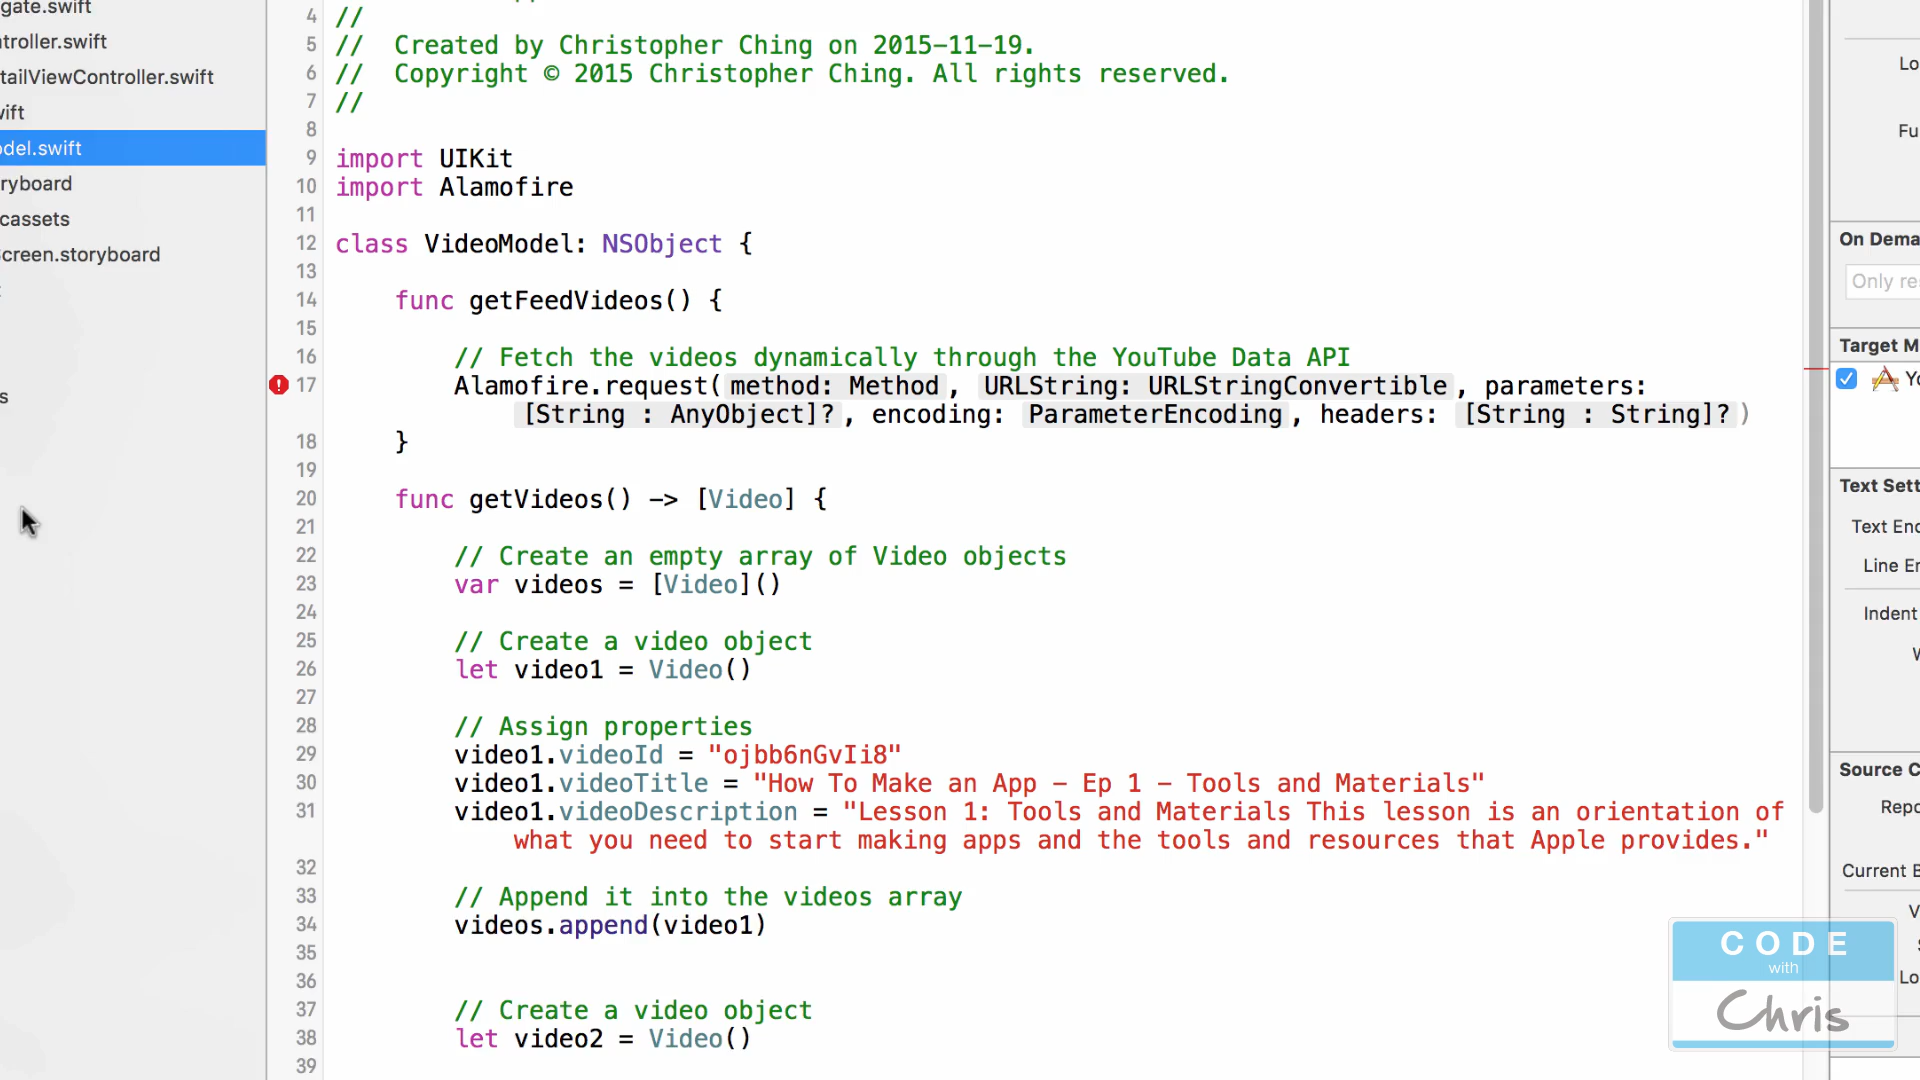 gate.swift
troller.swift
tailViewController.swift
wift
odel.swift
ryboard
cassets
creen.storyboard
s
4 //
5 // Created by Christopher Ching on 2015-11-19.
6 // Copyright © 2015 Christopher Ching. All rights reserved.
7 //
8
9 import UIKit
10 import Alamofire
11
12 class VideoModel: NSObject {
13
14 func getFeedVideos() {
15
16 // Fetch the videos dynamically through the YouTube Data API
17 Alamofire.request(method: Method, URLString: URLStringConvertible, parameters:
[String : AnyObject]?, encoding: ParameterEncoding, headers: [String : String]?)
18 }
19
20 func getVideos() -> [Video] {
21
22 // Create an empty array of Video objects
23 var videos = [Video]()
24
25 // Create a video object
26 let video1 = Video()
27
28 // Assign properties
29 video1.videoId = "ojbb6nGvIi8"
30 video1.videoTitle = "How To Make an App - Ep 1 - Tools and Materials"
31 video1.videoDescription = "Lesson 1: Tools and Materials This lesson is an orientation of
what you need to start making apps and the tools and resources that Apple provides."
32
33 // Append it into the videos array
34 videos.append(video1)
35
36
37 // Create a video object
38 let video2 = Video()
39
Lo
Fu
On Dema
Only re
Target M
Yo
Text Sett
Text Enc
Line En
Indent
Source C
Repo
Current B
V
Lo
CODE
with
Chris